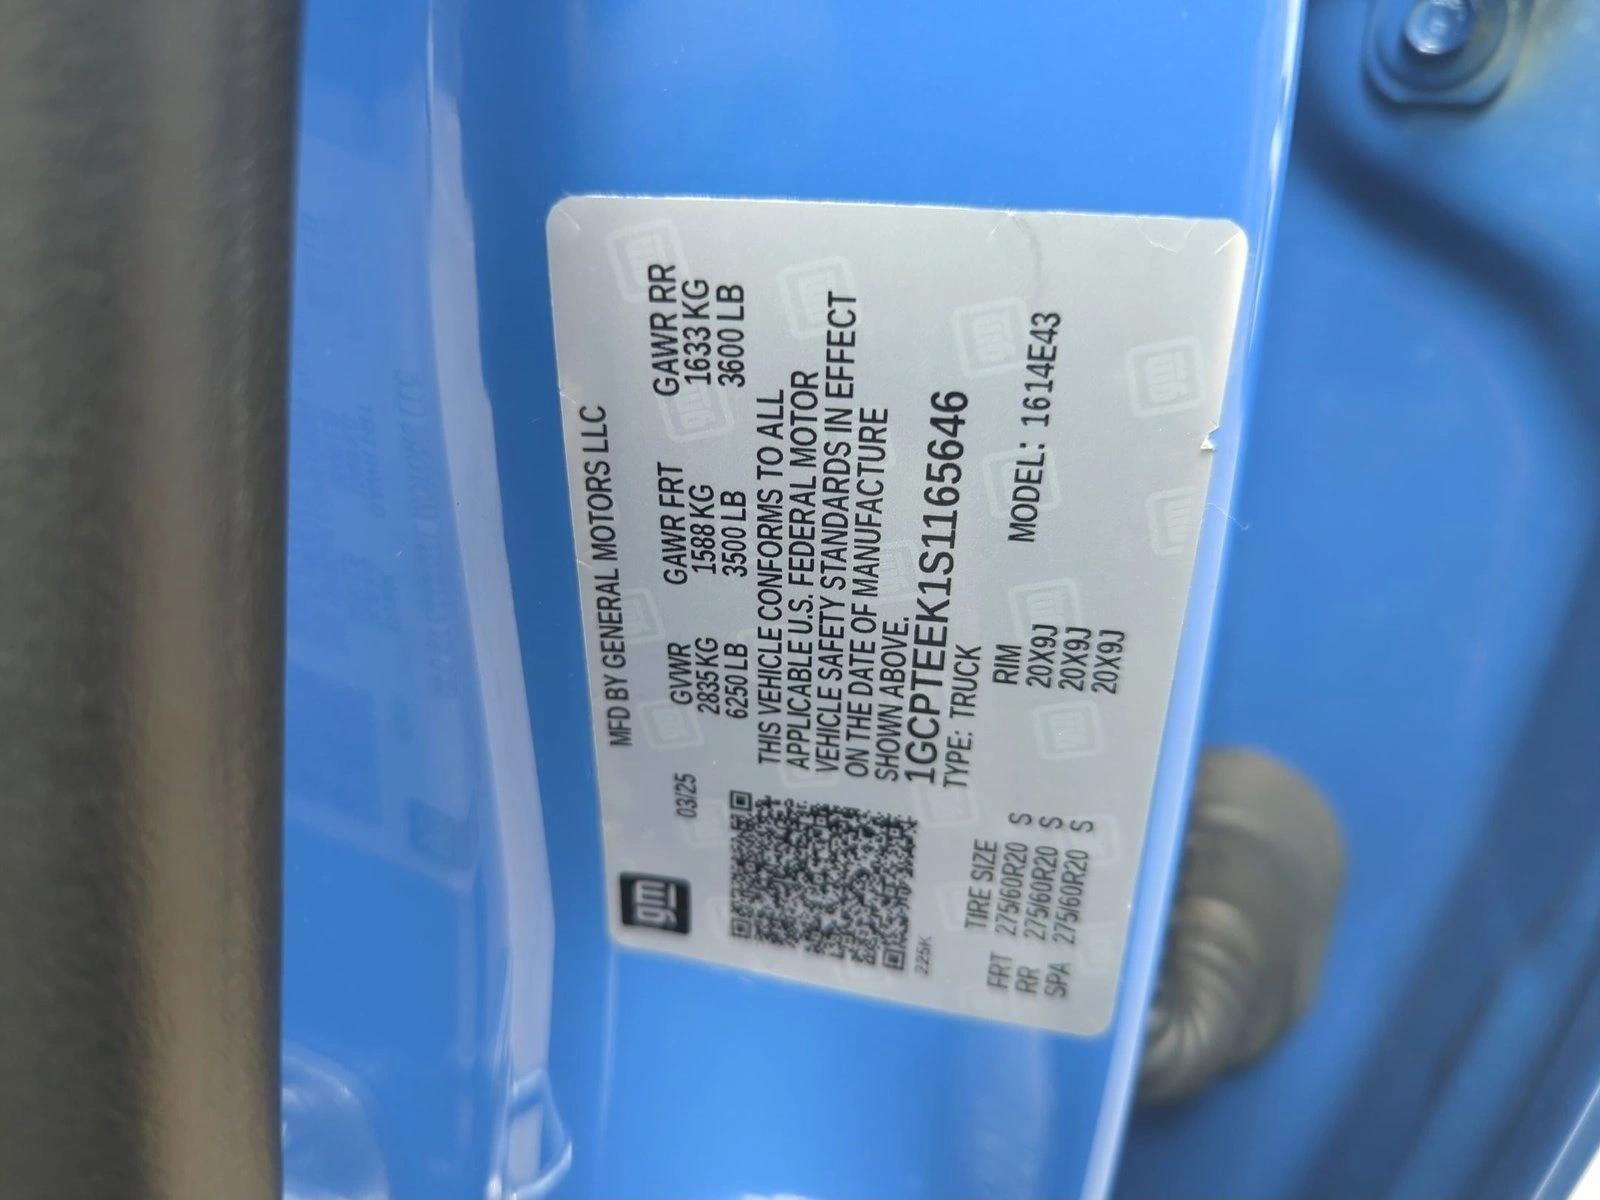 gm
03/25
MFD BY GENERAL MOTORS LLC
GVWR GAWR FRT GAWR RR
2835 KG 1588 KG 1633 KG
6250 LB 3500 LB 3600 LB
THIS VEHICLE CONFORMS TO ALL
APPLICABLE U.S. FEDERAL MOTOR
VEHICLE SAFETY STANDARDS IN EFFECT
ON THE DATE OF MANUFACTURE
SHOWN ABOVE.
1GCPTEEK1S1165646
TYPE: TRUCK
MODEL: 1614E43
225K
TIRE SIZE RIM
FRT 275/60R20 S 20X9J
RR 275/60R20 S 20X9J
SPA 275/60R20 S 20X9J